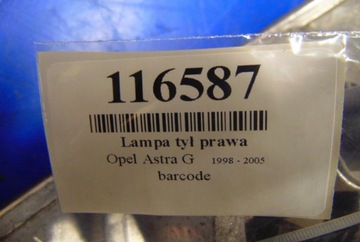 116587
Lampa tył prawa
Opel Astra G 1998 - 2005
barcode